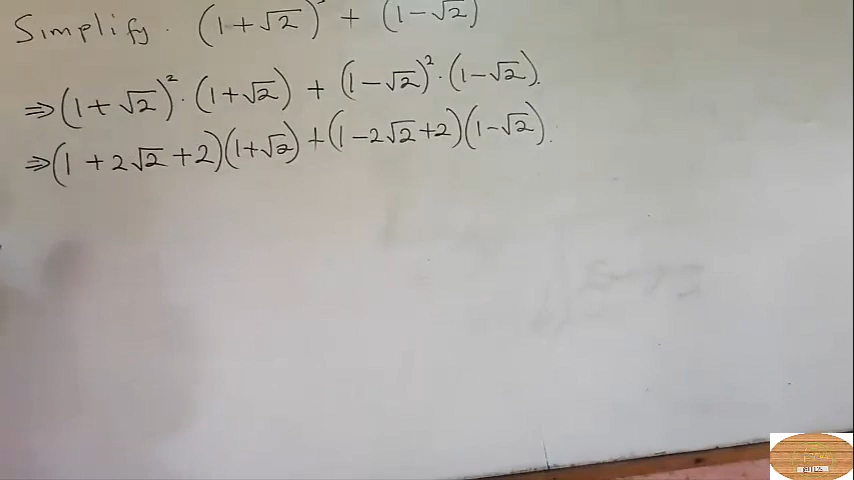 Simplify. (1+√2) + (1-√2)
⇒(1+√2)²·(1+√2) + (1-√2)²·(1-√2).
⇒(1+2√2+2)(1+√2)+(1-2√2+2)(1-√2).